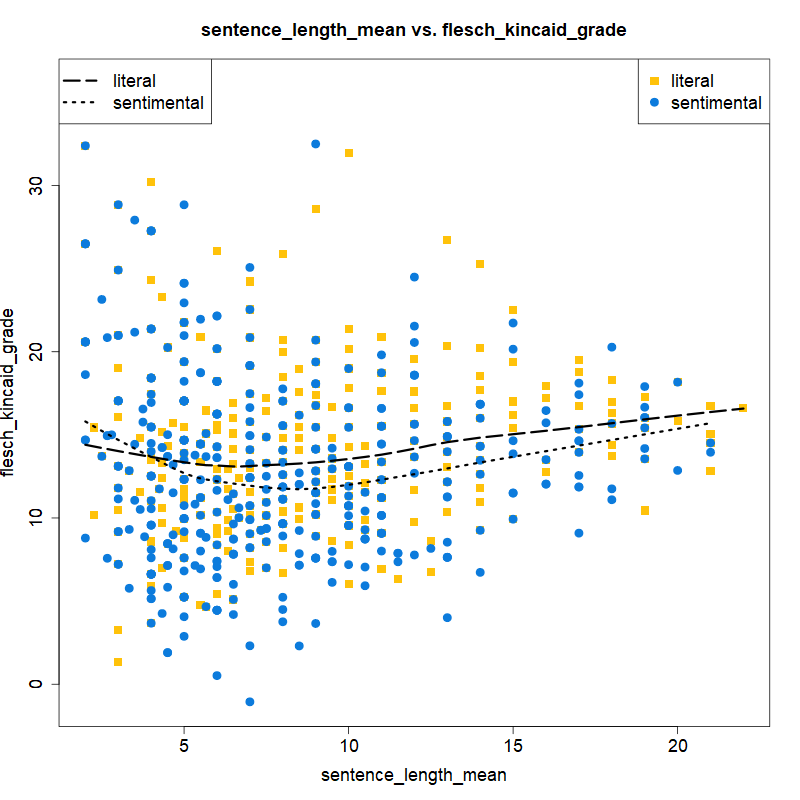 sentence_length_mean vs. flesch_kincaid_grade
literal
sentimental
literal
sentimental
flesch_kincaid_grade
30
20
10
0
5
10
15
20
sentence_length_mean